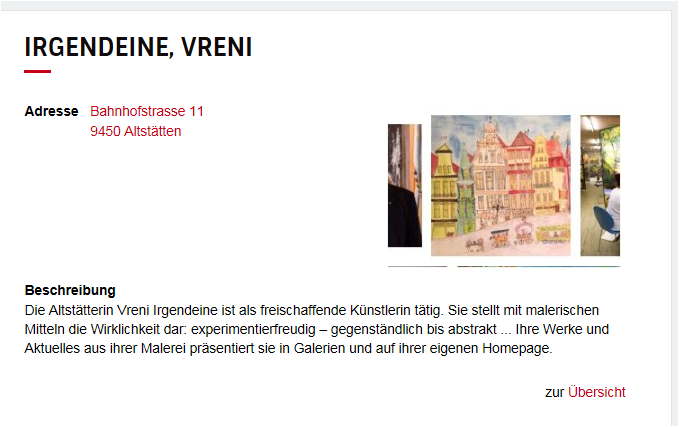 IRGENDEINE, VRENI
Adresse Bahnhofstrasse 11
9450 Altstätten
Beschreibung
Die Altstätterin Vreni Irgendeine ist als freischaffende Künstlerin tätig. Sie stellt mit malerischen
Mitteln die Wirklichkeit dar: experimentierfreudig – gegenständlich bis abstrakt ... Ihre Werke und
Aktuelles aus ihrer Malerei präsentiert sie in Galerien und auf ihrer eigenen Homepage.
zur Übersicht